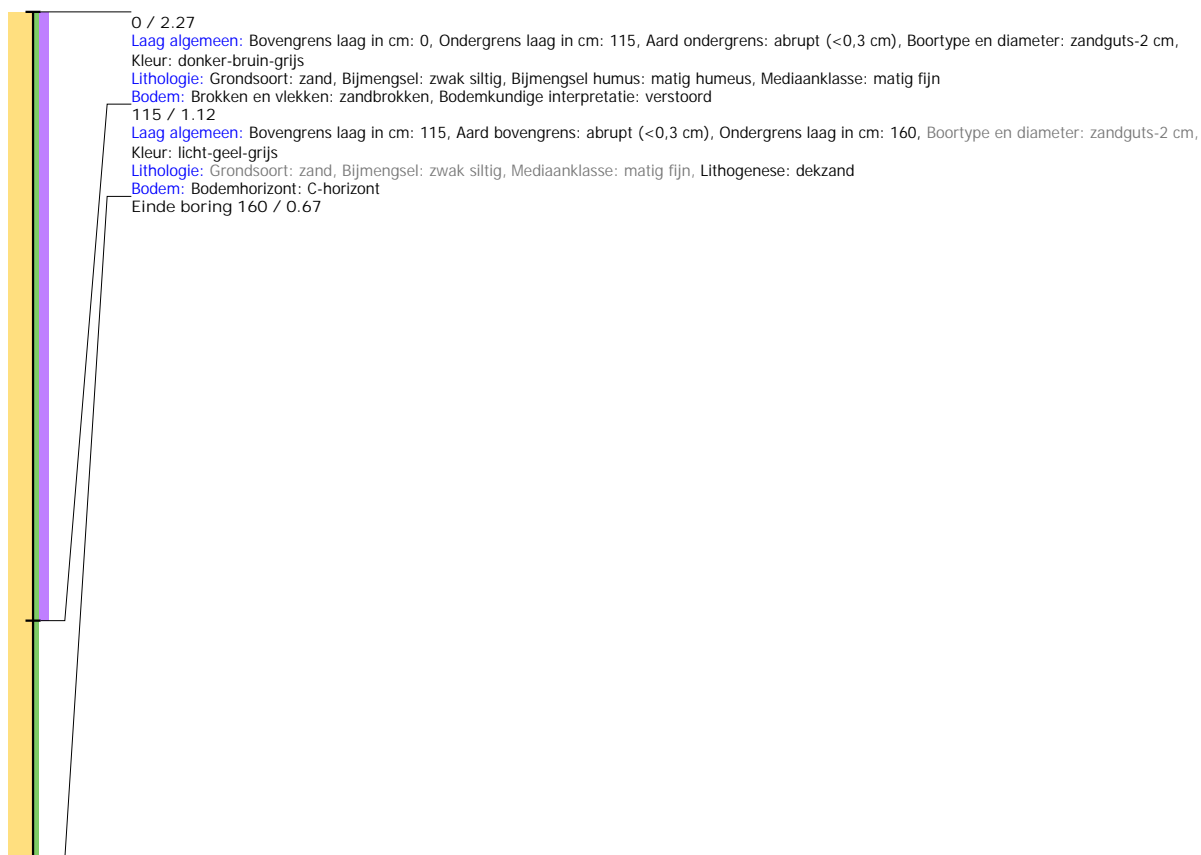 0 / 2.27
Laag algemeen: Bovengrens laag in cm: 0, Ondergrens laag in cm: 115, Aard ondergrens: abrupt (<0,3 cm), Boortype en diameter: zandguts-2 cm,
Kleur: donker-bruin-grijs
Lithologie: Grondsoort: zand, Bijmengsel: zwak siltig, Bijmengsel humus: matig humeus, Mediaanklasse: matig fijn
Bodem: Brokken en vlekken: zandbrokken, Bodemkundige interpretatie: verstoord
115 / 1.12
Laag algemeen: Bovengrens laag in cm: 115, Aard bovengrens: abrupt (<0,3 cm), Ondergrens laag in cm: 160, Boortype en diameter: zandguts-2 cm,
Kleur: licht-geel-grijs
Lithologie: Grondsoort: zand, Bijmengsel: zwak siltig, Mediaanklasse: matig fijn, Lithogenese: dekzand
Bodem: Bodemhorizont: C-horizont
Einde boring 160 / 0.67